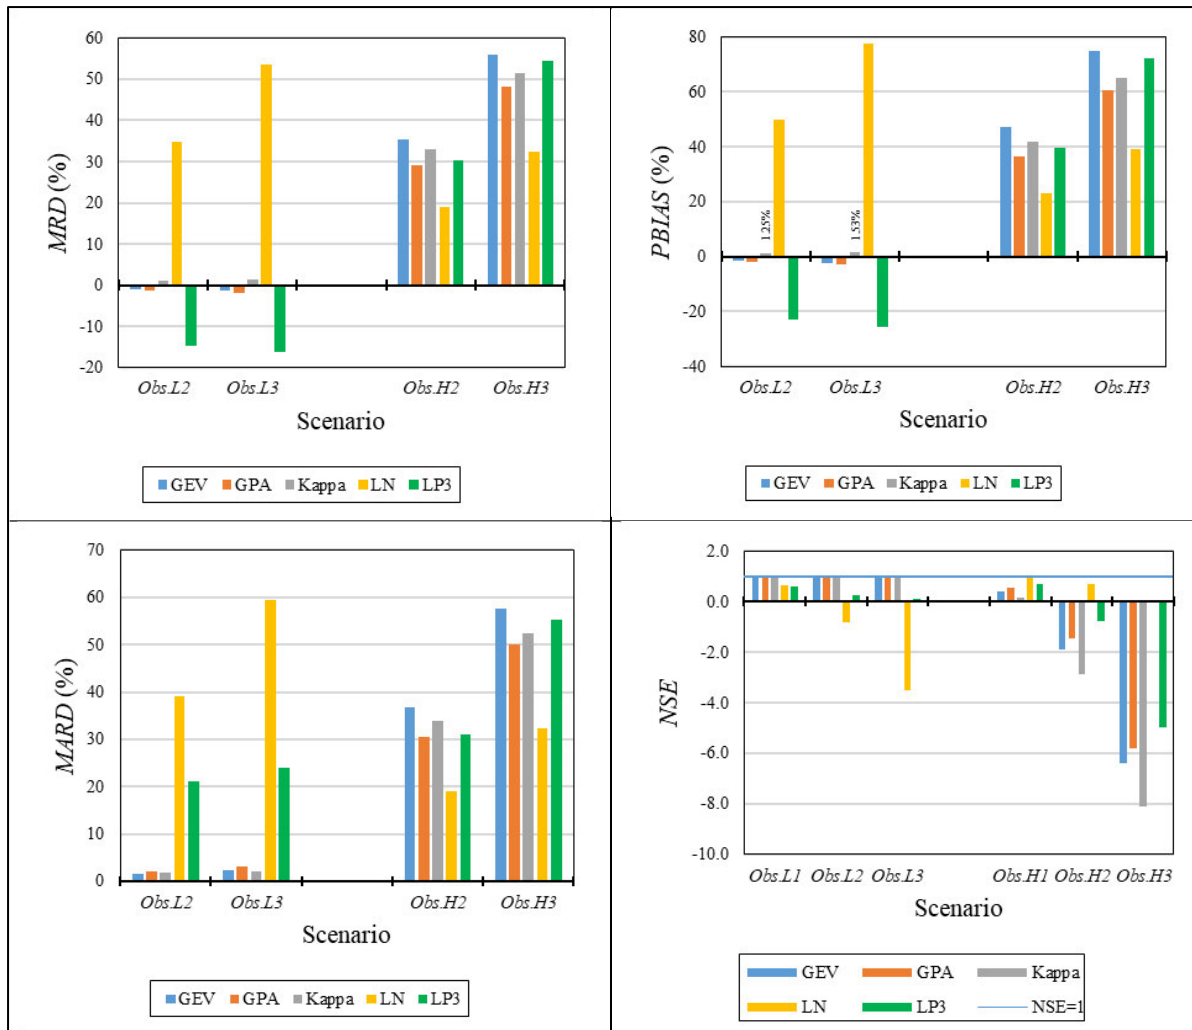 MRD (%)
60
50
40
30
20
10
0
-10
-20
Obs.L2 Obs.L3 Obs.H2 Obs.H3
Scenario
GEV GPA Kappa LN LP3
PBIAS (%)
80
60
40
20
0
-20
-40
1.25%
1.53%
Obs.L2 Obs.L3 Obs.H2 Obs.H3
Scenario
GEV GPA Kappa LN LP3
MARD (%)
70
60
50
40
30
20
10
0
Obs.L2 Obs.L3 Obs.H2 Obs.H3
Scenario
GEV GPA Kappa LN LP3
NSE
2.0
0.0
-2.0
-4.0
-6.0
-8.0
-10.0
Obs.L1 Obs.L2 Obs.L3 Obs.H1 Obs.H2 Obs.H3
Scenario
GEV GPA Kappa
LN LP3 NSE=1